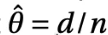 θ̂ = d/n